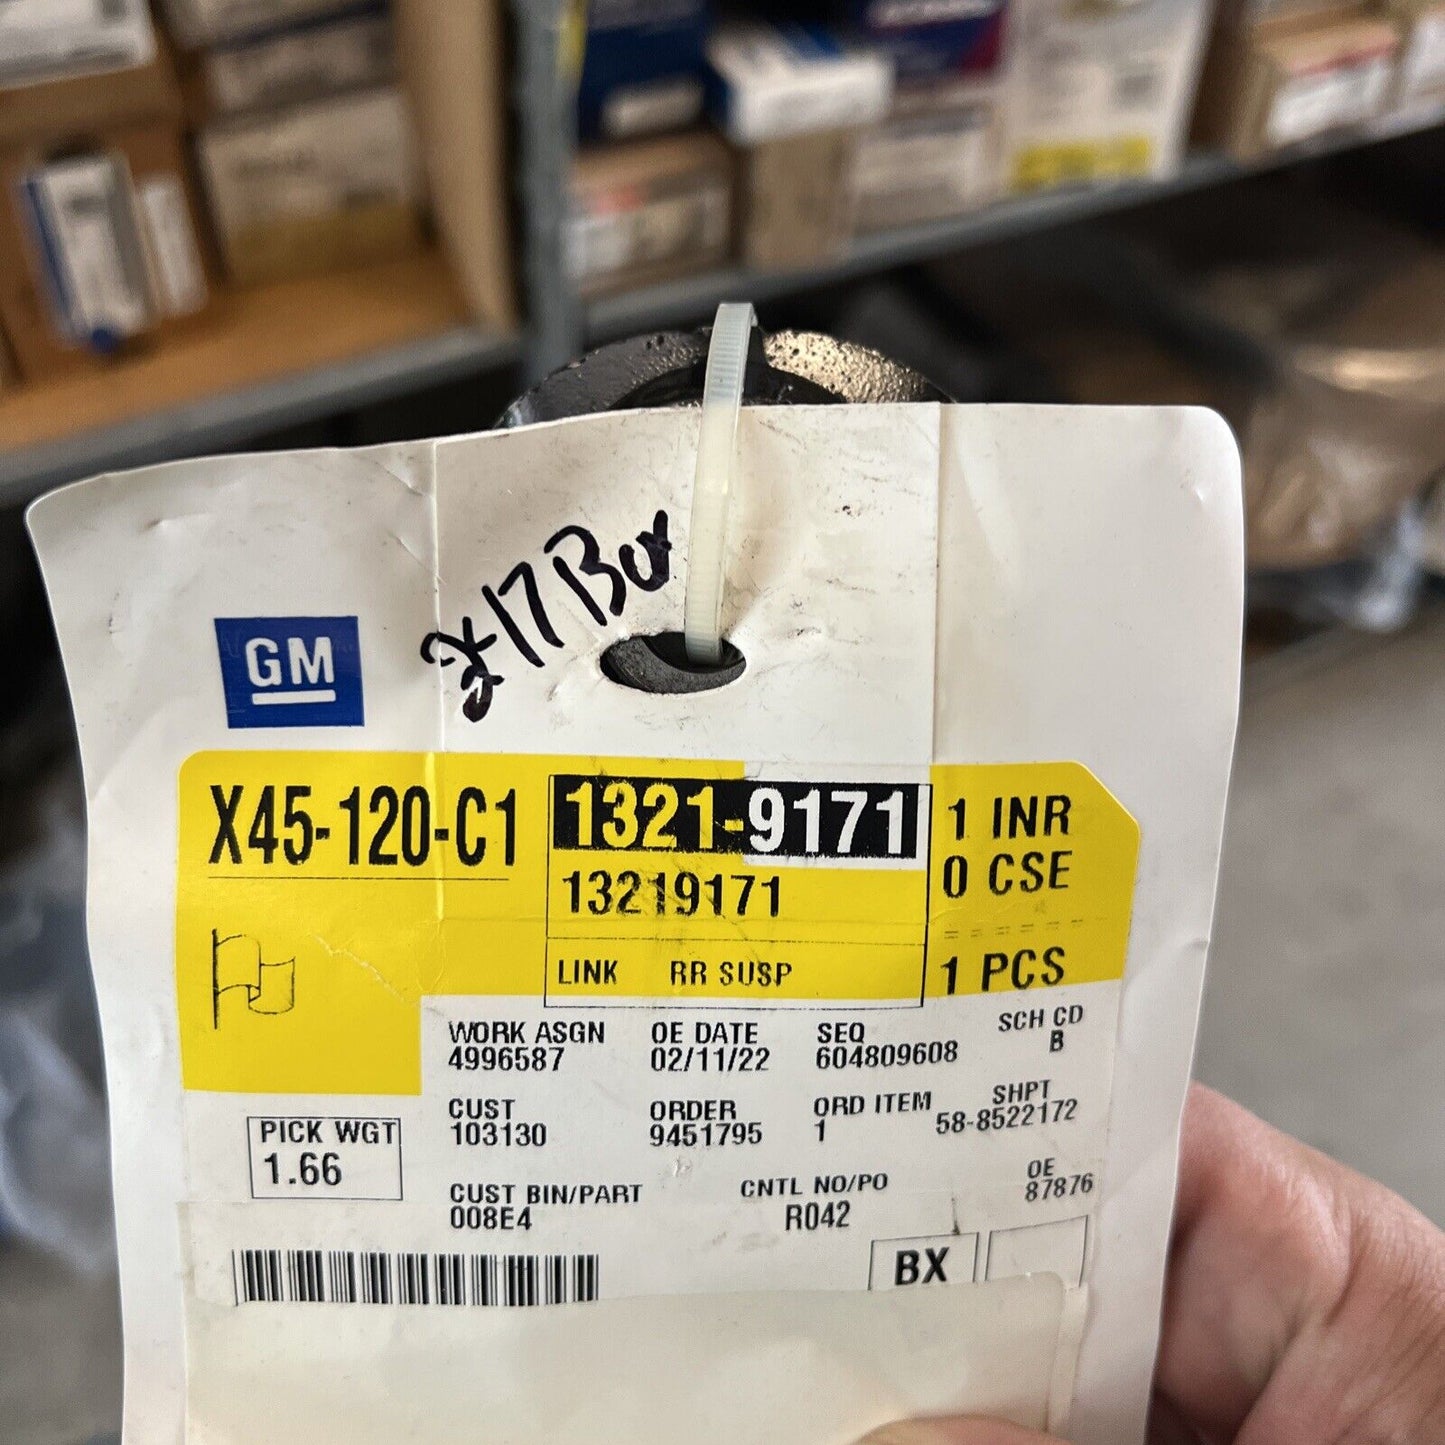 2-17 Box
GM
X45-120-C1
1321-9171
1 INR
13219171
0 CSE
LINK RR SUSP
1 PCS
WORK ASGN OE DATE SEQ SCH CD
4996587 02/11/22 604809608 B
CUST ORDER ORD ITEM SHPT
103130 9451795 1 58-8522172
PICK WGT
1.66
CUST BIN/PART CNTL NO/PO OE
008E4 R042 87876
BX